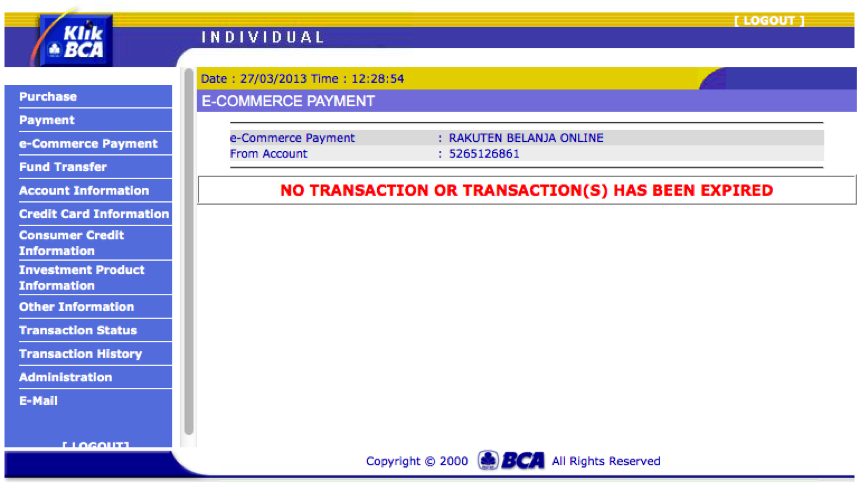 [ LOGOUT ]
Klik
BCA
INDIVIDUAL
Date : 27/03/2013 Time : 12:28:54
E-COMMERCE PAYMENT
Purchase
Payment
e-Commerce Payment
Fund Transfer
Account Information
Credit Card Information
Consumer Credit
Information
Investment Product
Information
Other Information
Transaction Status
Transaction History
Administration
E-Mail
[ LOGOUT]
e-Commerce Payment : RAKUTEN BELANJA ONLINE
From Account : 5265126861
NO TRANSACTION OR TRANSACTION(S) HAS BEEN EXPIRED
Copyright © 2000 BCA All Rights Reserved